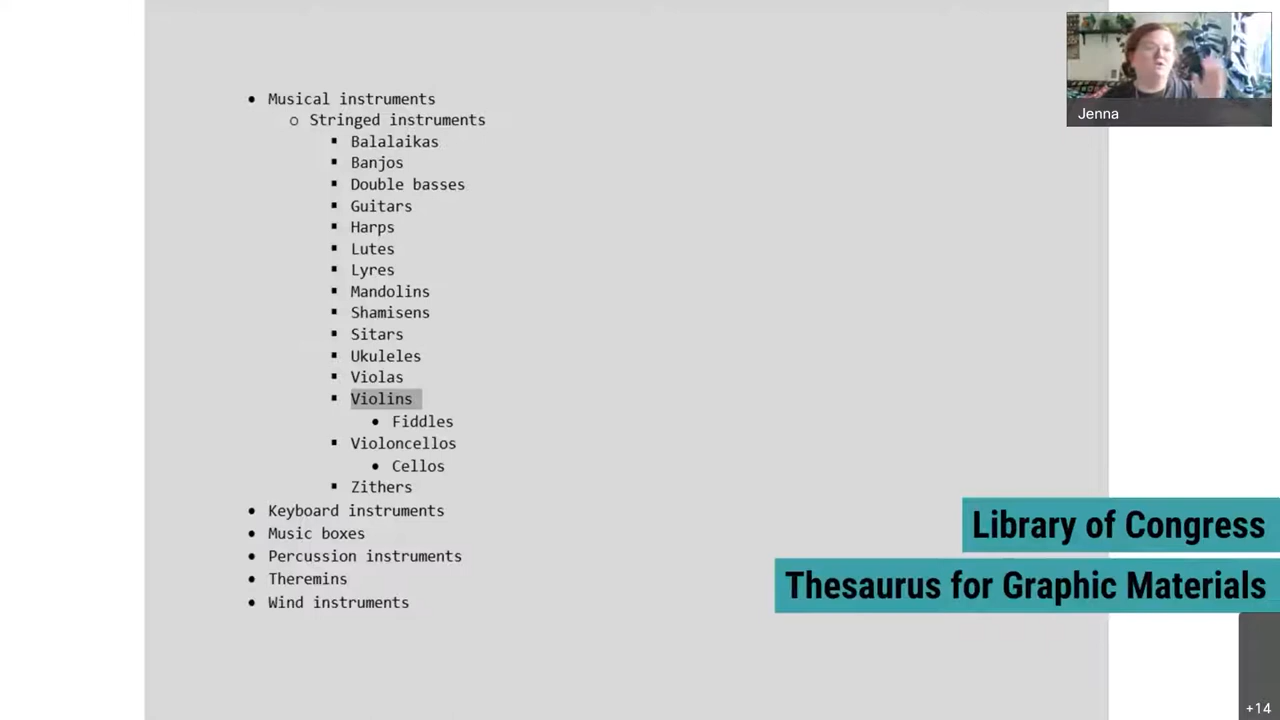 Musical instruments
Stringed instruments
Balalaikas
Banjos
Double basses
Guitars
Harps
Lutes
Lyres
Mandolins
Shamisens
Sitars
Ukuleles
Violas
Violins
Fiddles
Violoncellos
Cellos
Zithers
Keyboard instruments
Music boxes
Percussion instruments
Theremins
Wind instruments
Jenna
Library of Congress
Thesaurus for Graphic Materials
+14